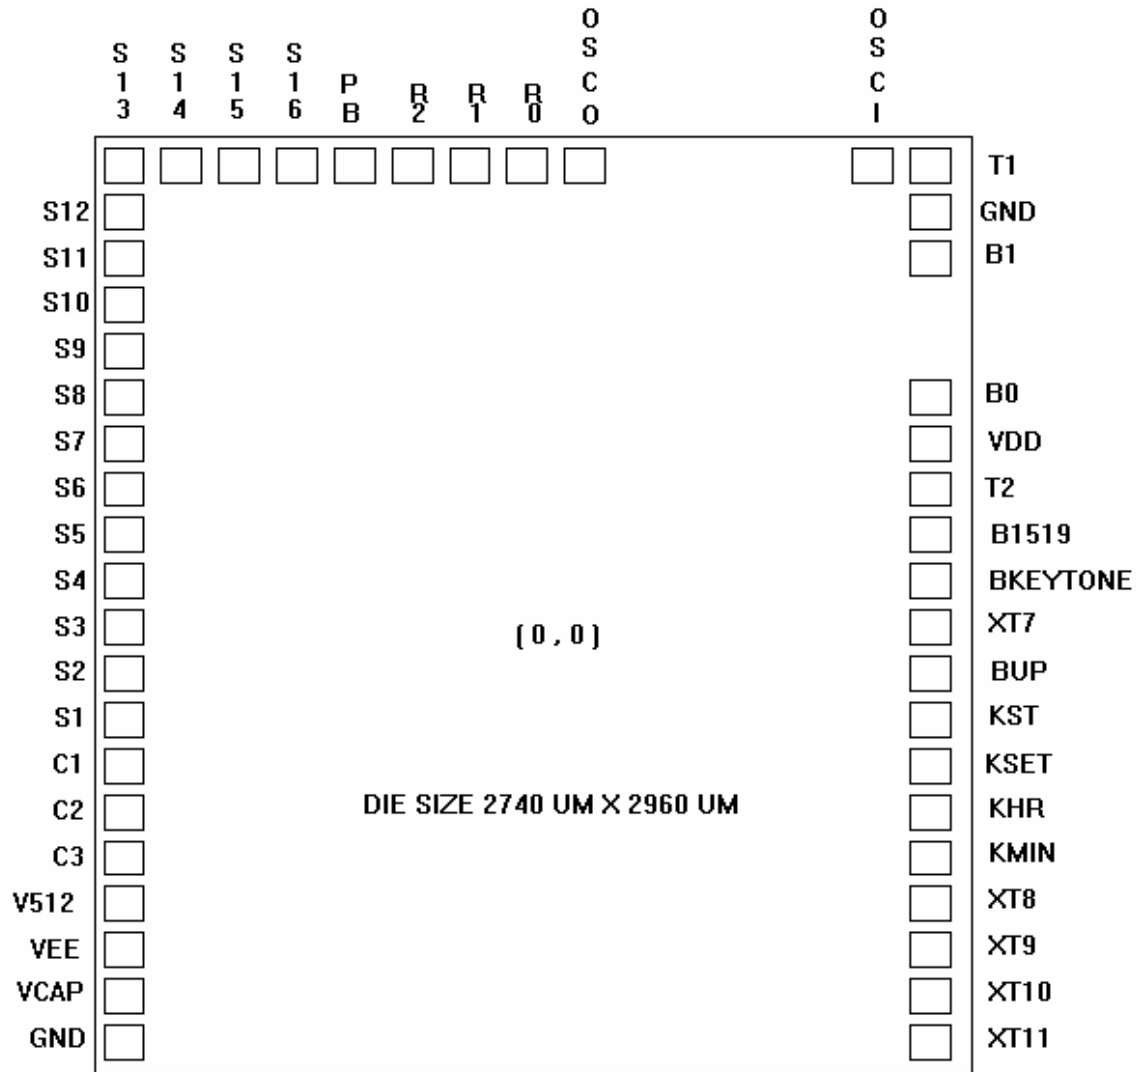 S13
S14
S15
S16
PB
R2
R1
R0
OSCO
OSCI
T1
S12
GND
S11
B1
S10
S9
S8
B0
S7
VDD
S6
T2
S5
B1519
S4
BKEYTONE
S3
XT7
(0,0)
S2
BUP
S1
KST
C1
KSET
C2
DIE SIZE 2740 UM X 2960 UM
KHR
C3
KMIN
V512
XT8
VEE
XT9
VCAP
XT10
GND
XT11